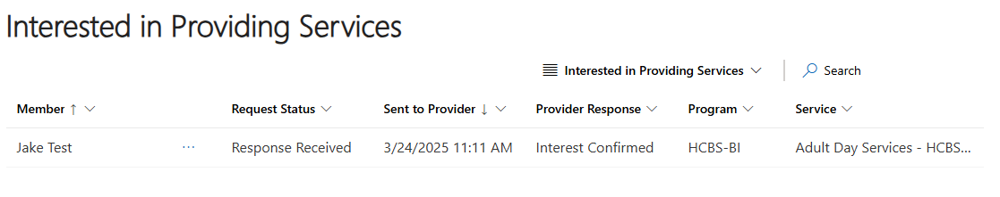 Interested in Providing Services
Interested in Providing Services Search
Member ↑ Request Status Sent to Provider ↓ Provider Response Program Service
Jake Test ... Response Received 3/24/2025 11:11 AM Interest Confirmed HCBS-BI Adult Day Services - HCBS...